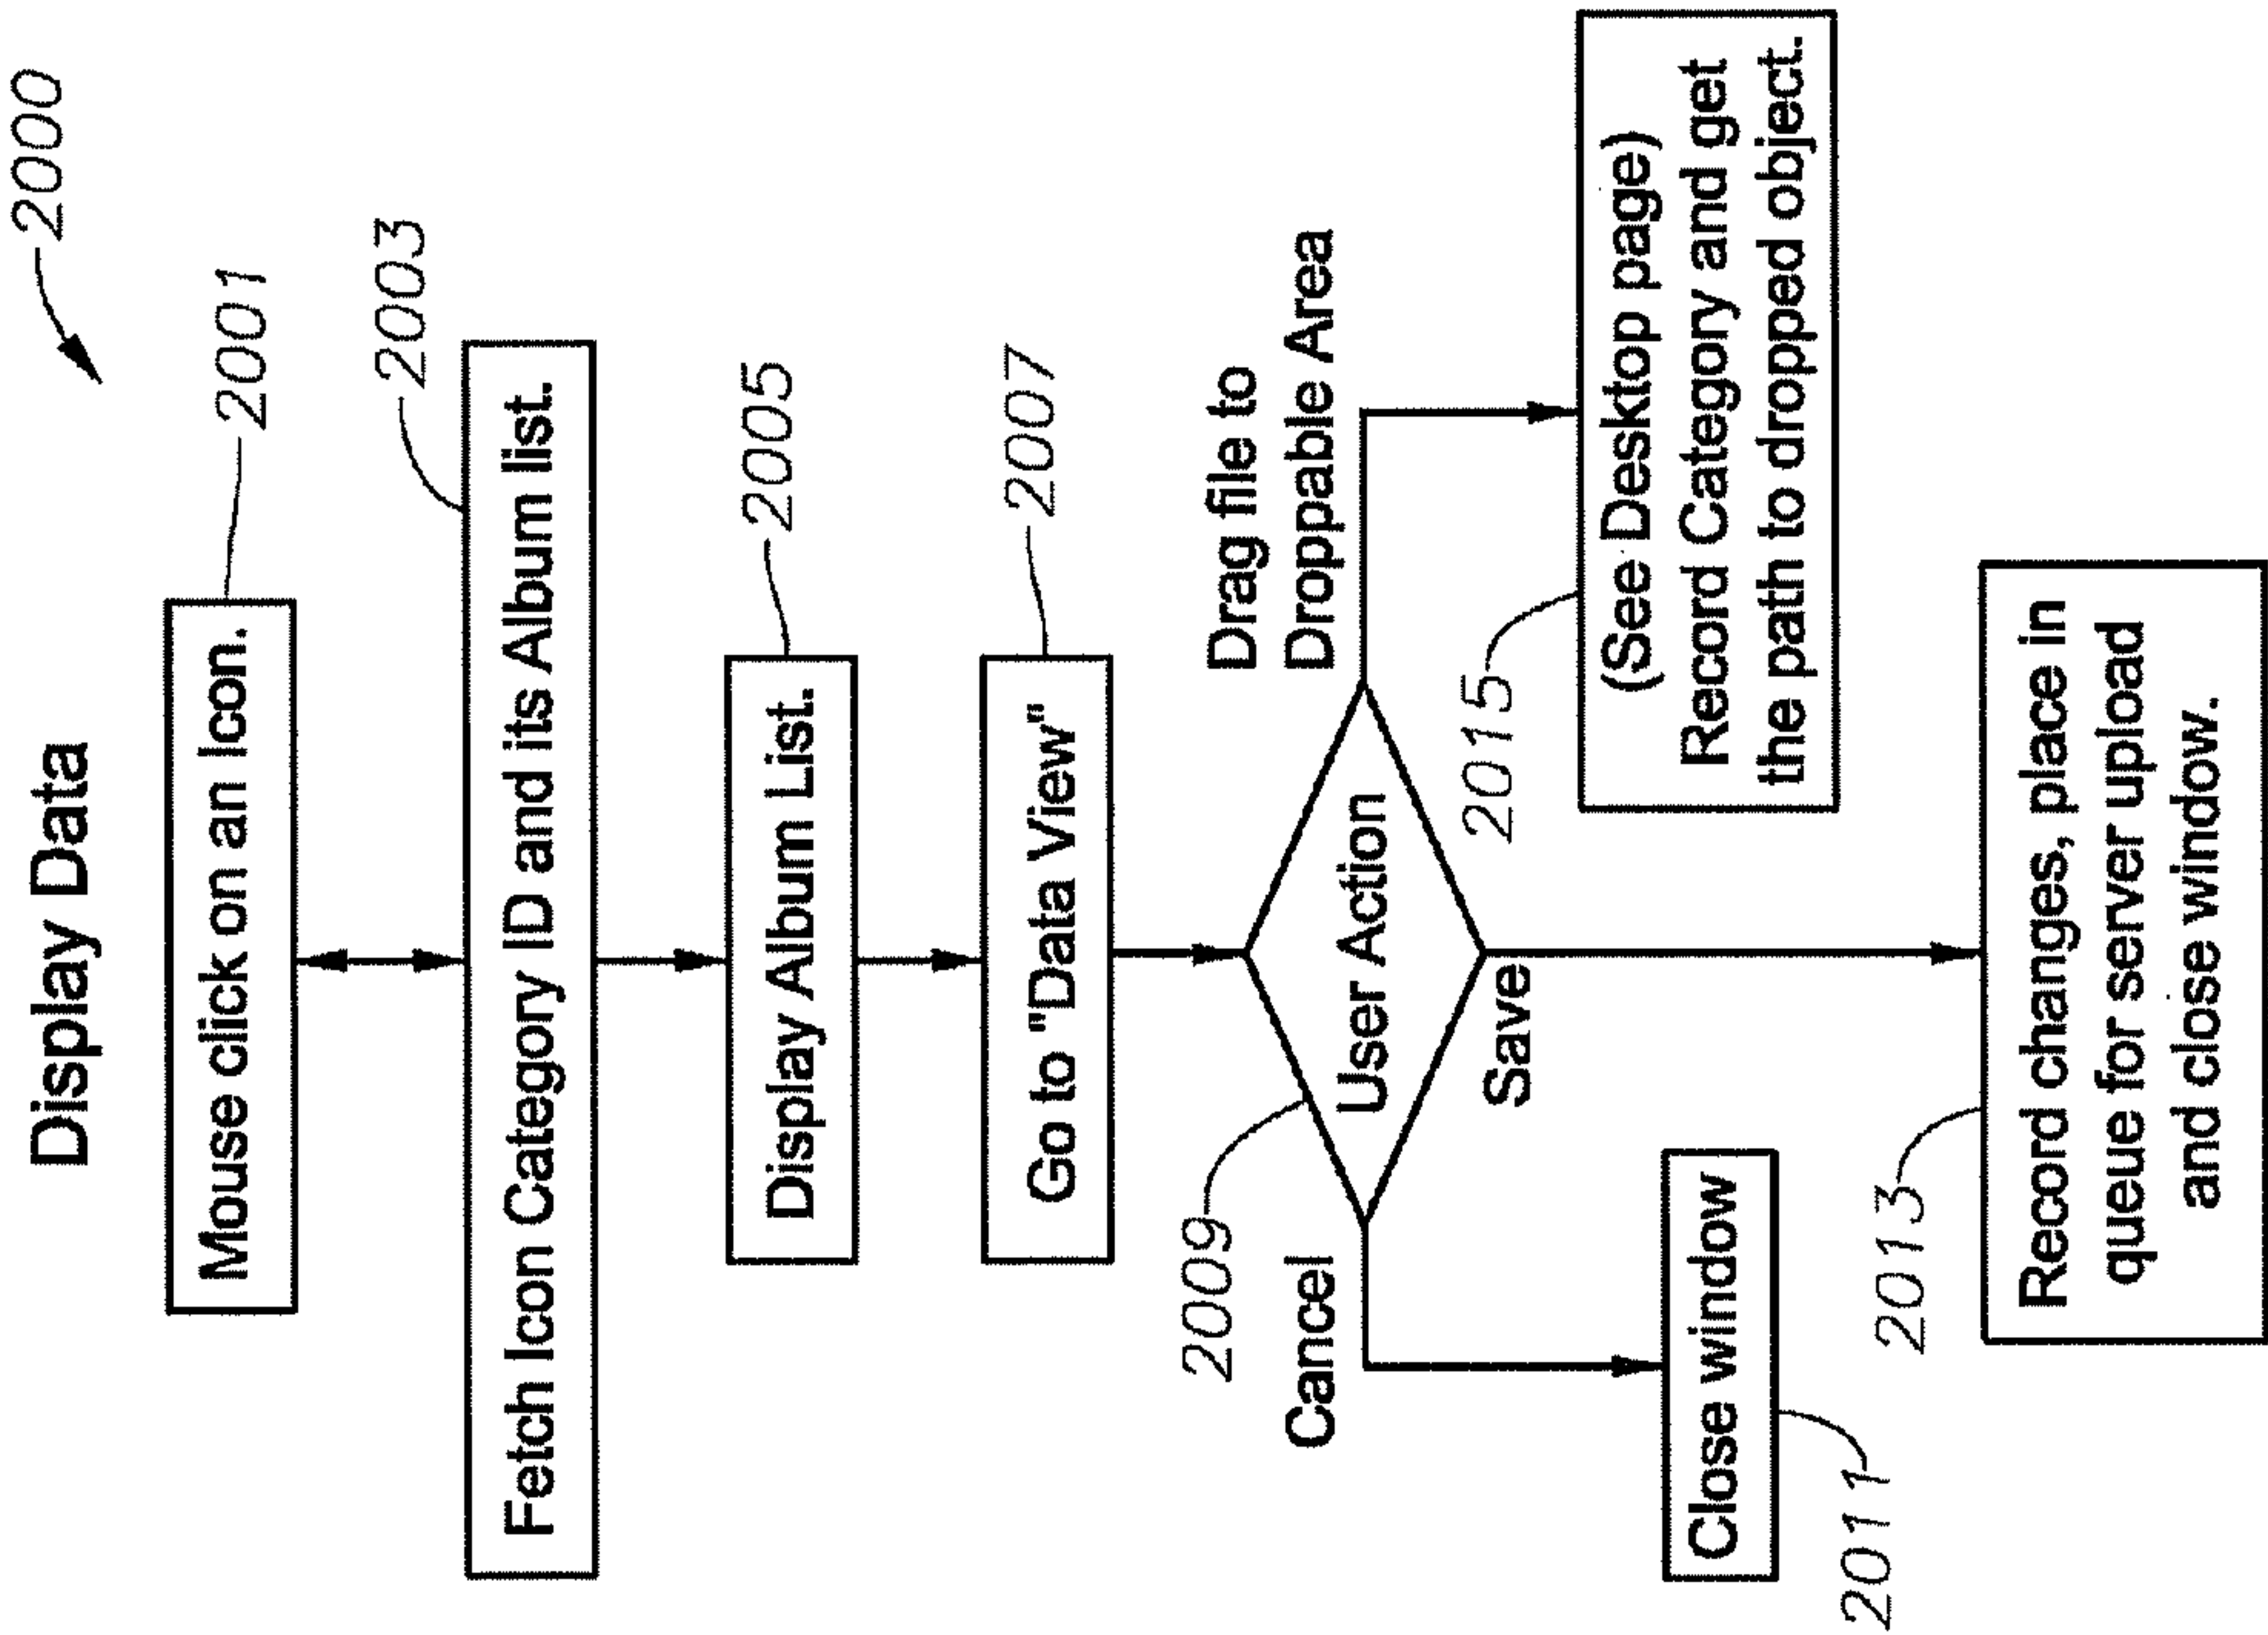 Display Data
2000
Mouse click on an Icon.
2001
Fetch Icon Category ID and its Album list.
2003
Display Album List.
2005
Go to "Data View"
2007
User Action
2009
Cancel
Save
Drag file to
Droppable Area
Close window
2011
Record changes, place in
queue for server upload
and close window.
2013
(See Desktop page)
Record Category and get
the path to dropped object.
2015